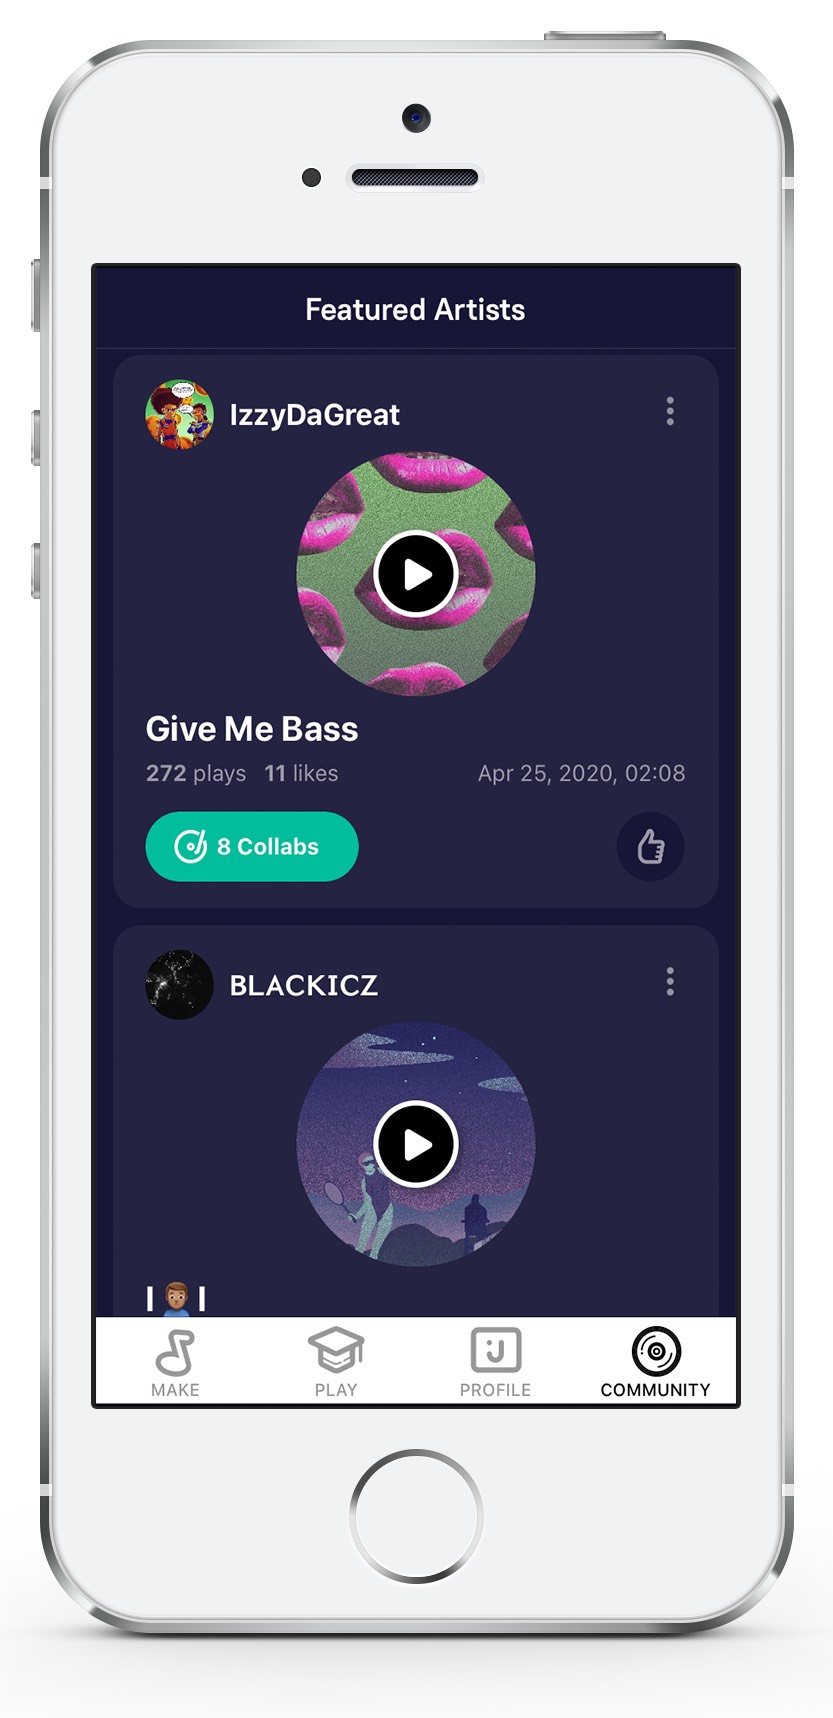 Featured Artists
IzzyDaGreat
Give Me Bass
272 plays 11 likes Apr 25, 2020, 02:08
8 Collabs
BLACKICZ
I 🙍🏽‍♂️ I
MAKE PLAY PROFILE COMMUNITY